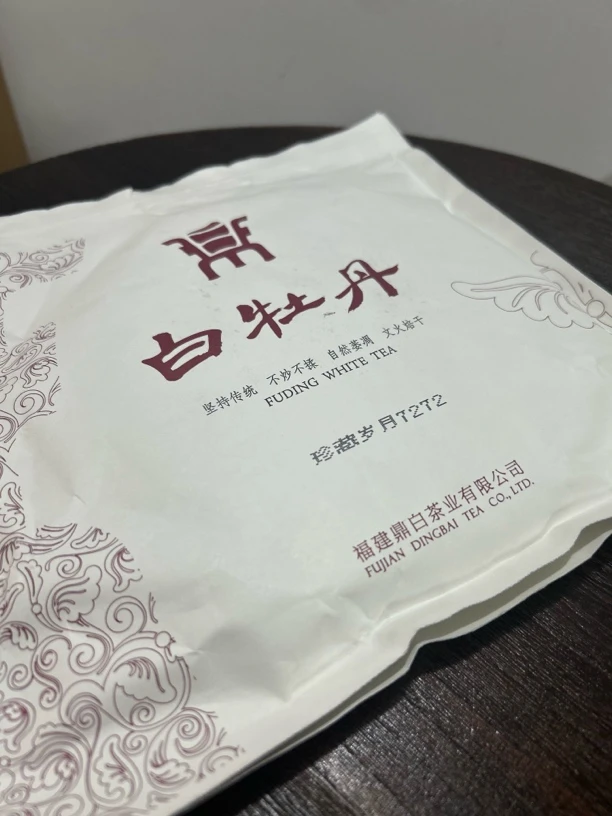 白牡丹
坚持传统 不炒不揉 自然萎凋 文火焙干
FUDING WHITE TEA
珍藏岁月7272
福建鼎白茶业有限公司
FUJIAN DINGBAI TEA CO., LTD.